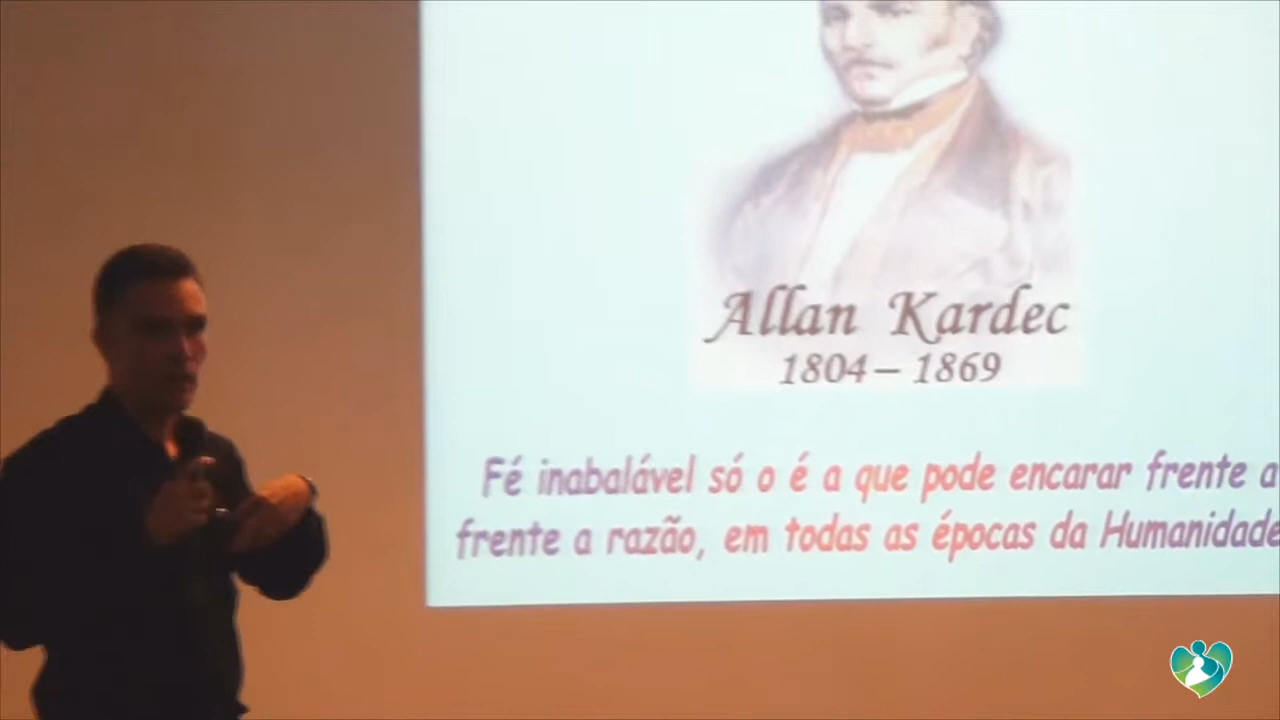 Allan Kardec
1804 – 1869
Fé inabalável só o é a que pode encarar frente a
frente a razão, em todas as épocas da Humanidade